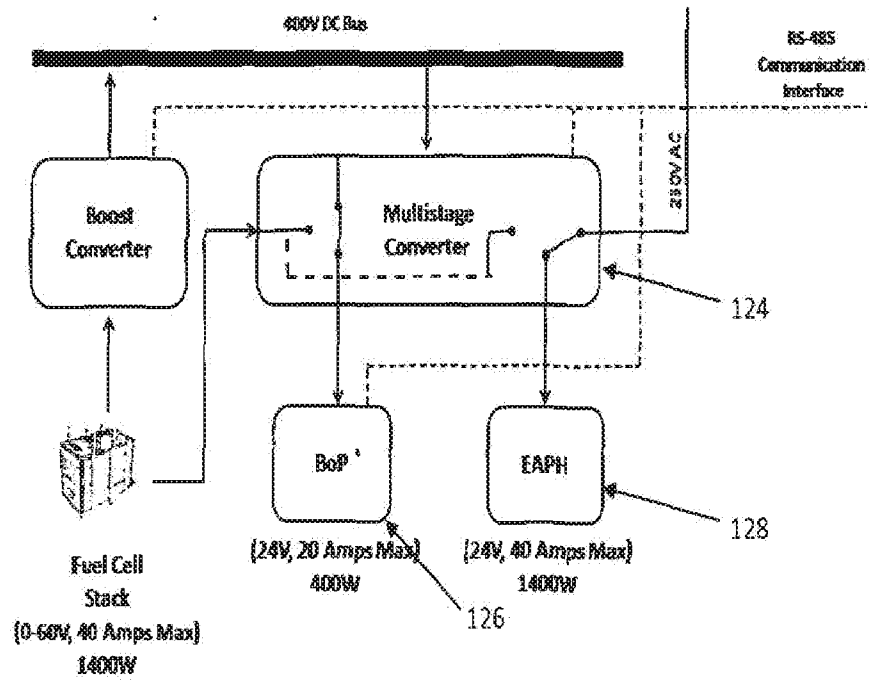 400V DC Bus
RS-485
Communication
Interface
230V AC
Boost
Converter
Multistage
Converter
124
BoP
EAPH
128
(24V, 20 Amps Max)
400W
(24V, 40 Amps Max)
1400W
126
Fuel Cell
Stack
(0-60V, 40 Amps Max)
1400W